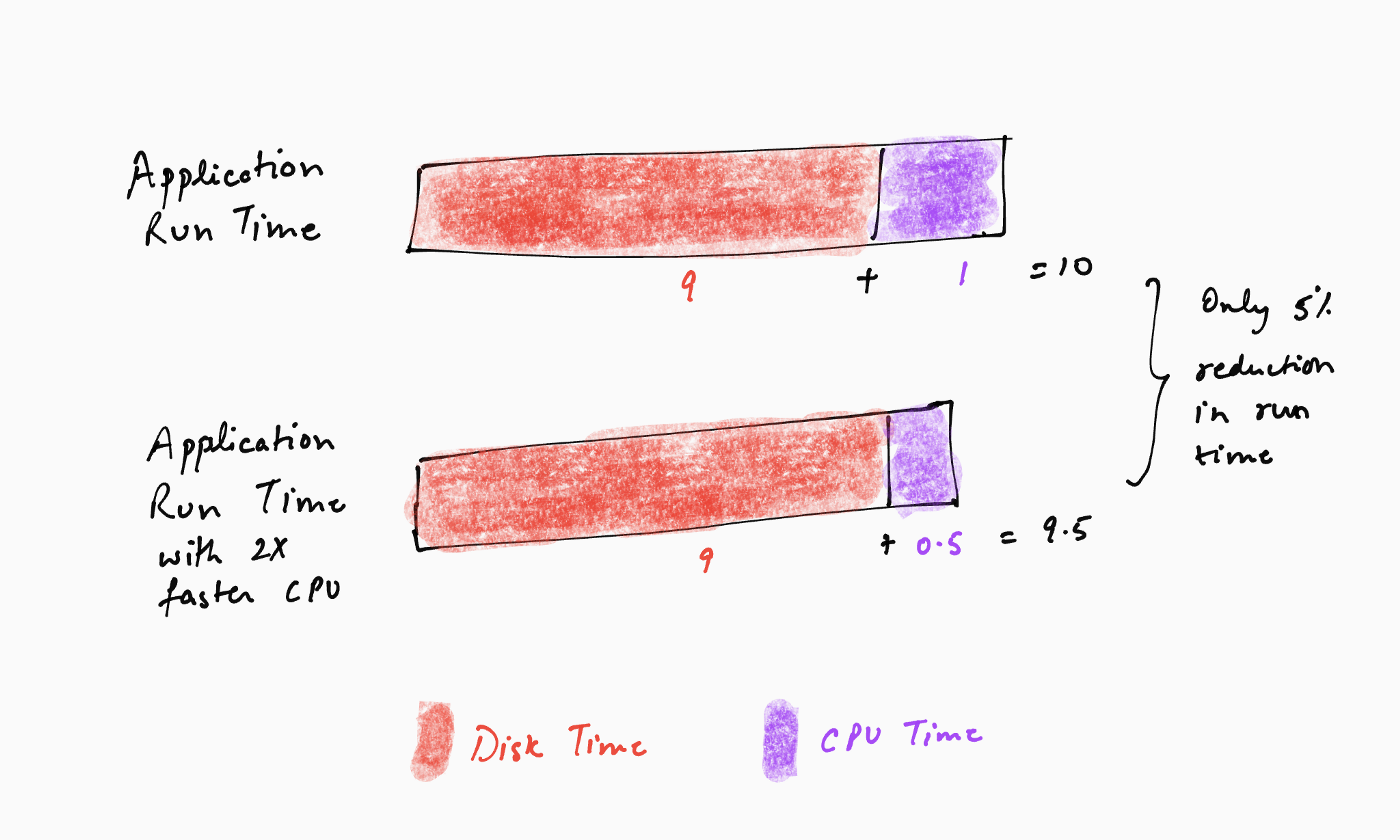 Application
Run Time
9 + 1 = 10
Only 5%
reduction
in run
time
Application
Run Time
with 2X
faster CPU
9 + 0.5 = 9.5
Disk Time
CPU Time